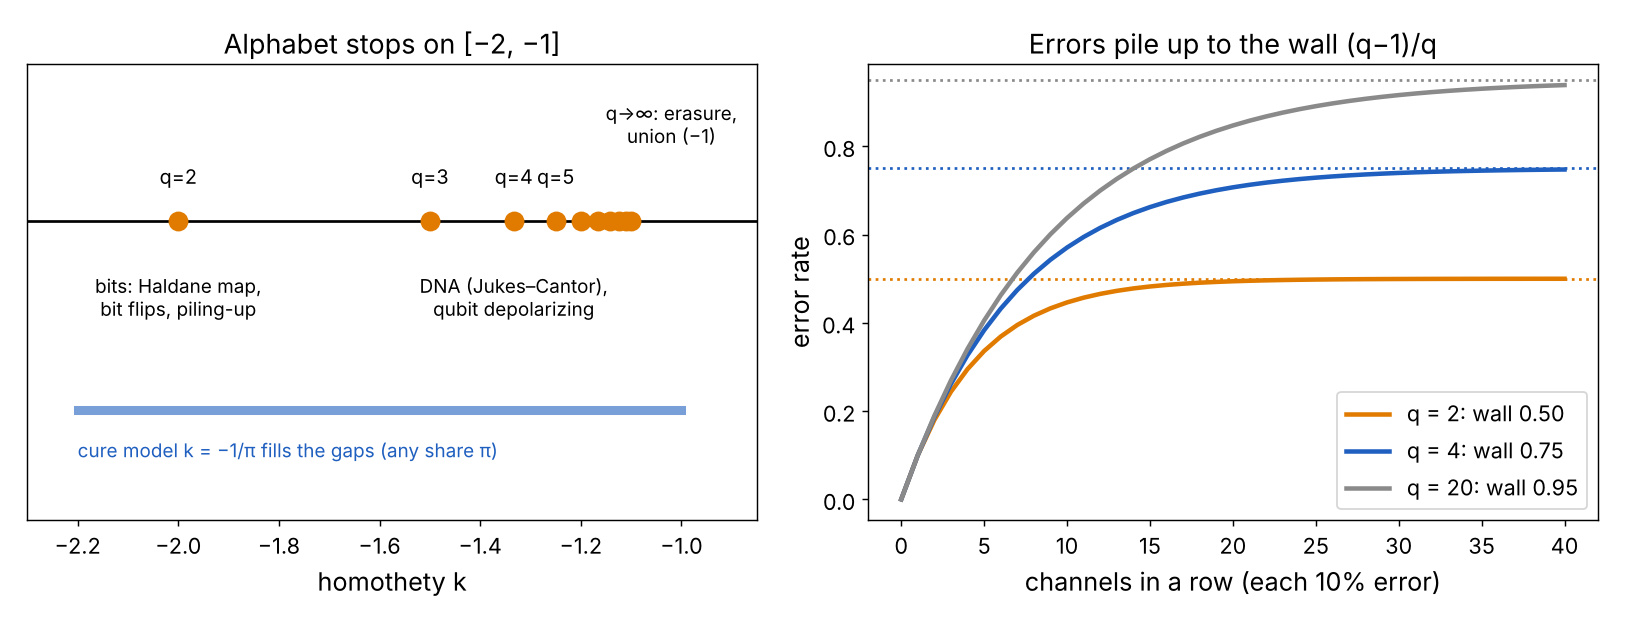 Alphabet stops on [−2, −1]
q→∞: erasure,
union (−1)
q=2
q=3
q=4
q=5
bits: Haldane map,
bit flips, piling-up
DNA (Jukes–Cantor),
qubit depolarizing
cure model k = −1/π fills the gaps (any share π)
−2.2
−2.0
−1.8
−1.6
−1.4
−1.2
−1.0
homothety k
Errors pile up to the wall (q−1)/q
error rate
0.8
0.6
0.4
0.2
0.0
q = 2: wall 0.50
q = 4: wall 0.75
q = 20: wall 0.95
0
5
10
15
20
25
30
35
40
channels in a row (each 10% error)